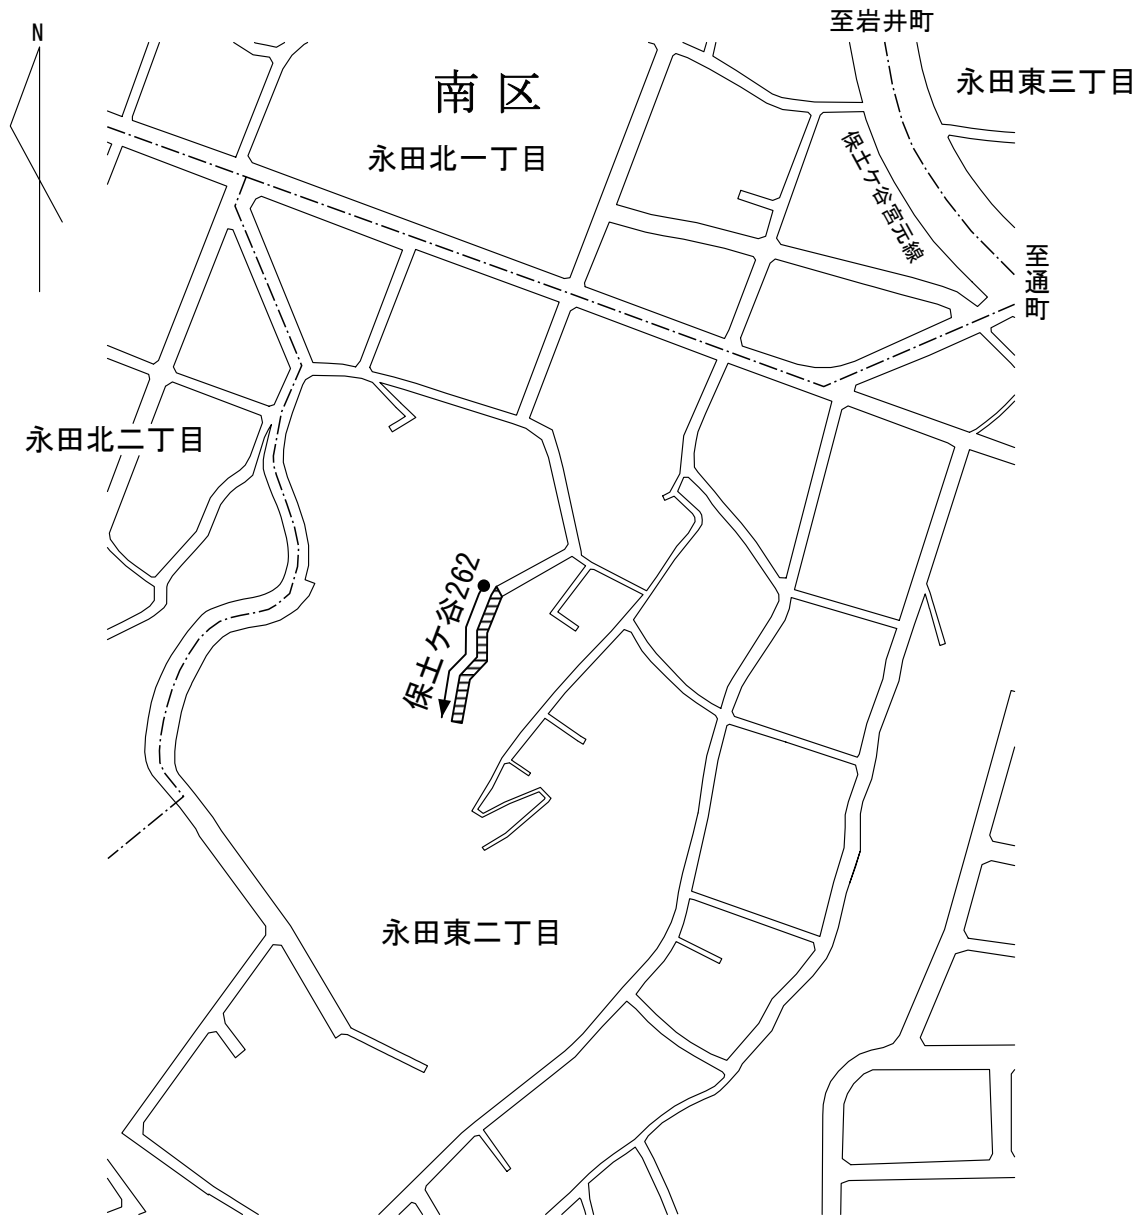 N
至岩井町
南区
永田東三丁目
永田北一丁目
保土ケ谷宮元線
至通町
永田北二丁目
保土ケ谷262
永田東二丁目